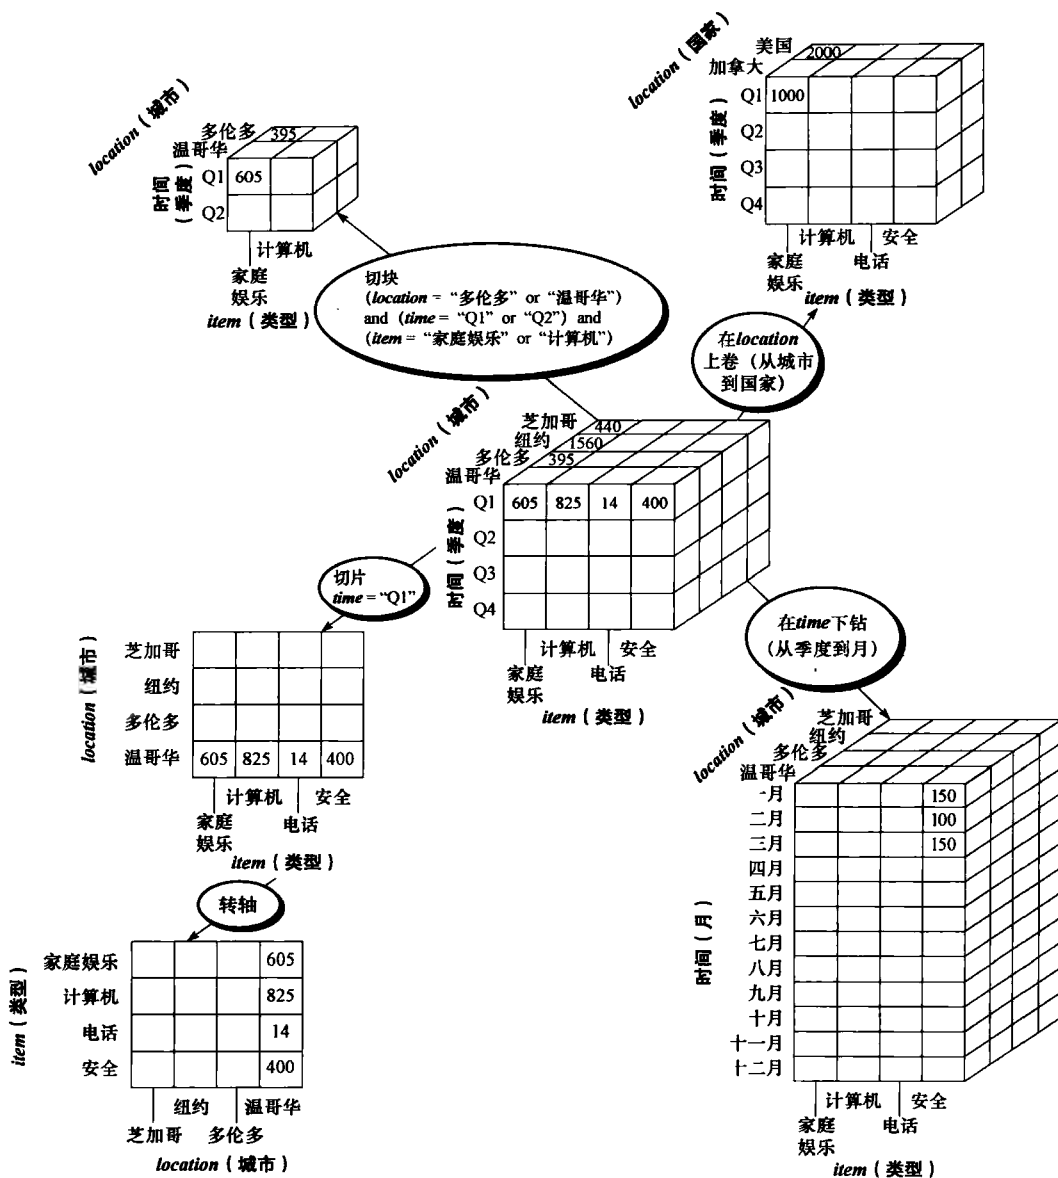 location（城市）
多伦多 395
温哥华
时间（季度）
Q1 605
Q2
计算机
家庭
娱乐
item（类型）
location（国家）
美国 2000
加拿大
时间（季度）
Q1 1000
Q2
Q3
Q4
计算机 安全
家庭
娱乐
电话
item（类型）
切块
(location = “多伦多” or “温哥华”)
and (time = “Q1” or “Q2”) and
(item = “家庭娱乐” or “计算机”)
在location
上卷（从城市
到国家）
location（城市）
芝加哥 440
纽约 1560
多伦多 395
温哥华
时间（季度）
Q1 605 825 14 400
Q2
Q3
Q4
计算机 安全
家庭
娱乐
电话
item（类型）
切片
time = “Q1”
location（城市）
芝加哥
纽约
多伦多
温哥华 605 825 14 400
计算机 安全
家庭
娱乐
电话
item（类型）
在time下钻
（从季度到月）
location（城市）
芝加哥
纽约
多伦多
温哥华
时间（月）
一月 150
二月 100
三月 150
四月
五月
六月
七月
八月
九月
十月
十一月
十二月
计算机 安全
家庭
娱乐
电话
item（类型）
转轴
item（类型）
家庭娱乐 605
计算机 825
电话 14
安全 400
纽约 温哥华
芝加哥 多伦多
location（城市）